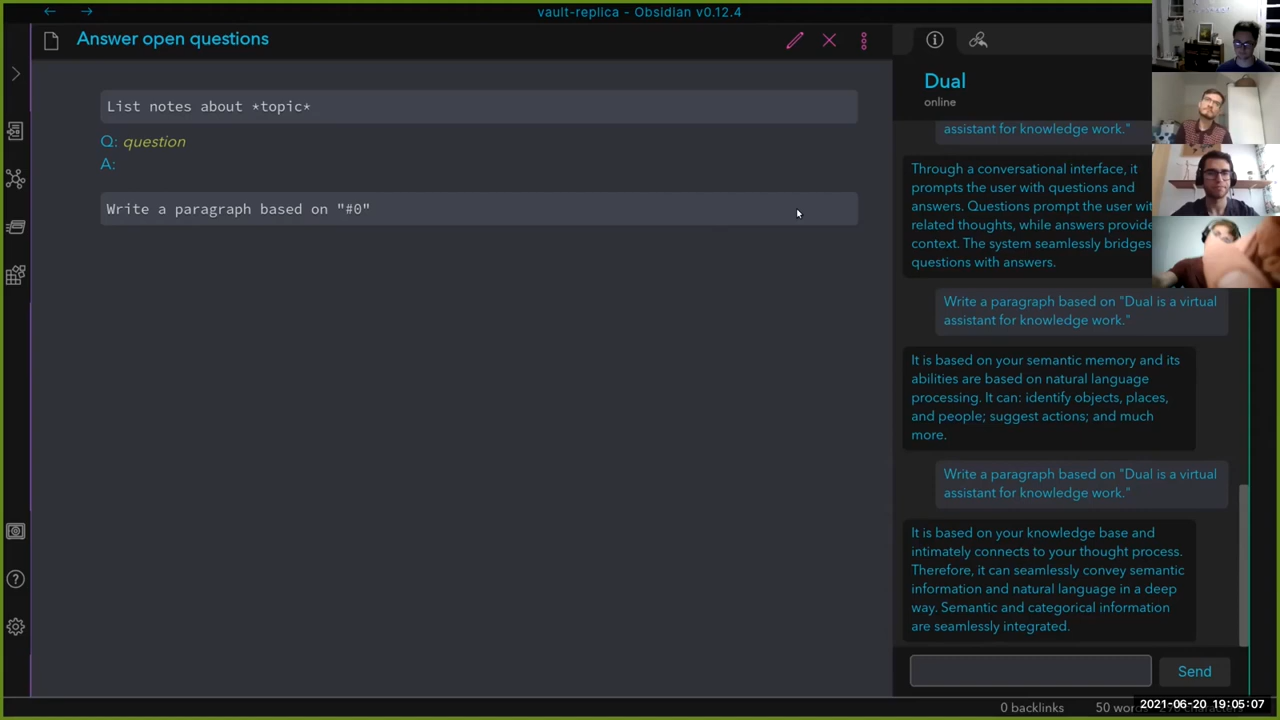 vault-replica - Obsidian v0.12.4
Answer open questions
List notes about *topic*
Q: question
A:
Write a paragraph based on "#0"
Dual
online
assistant for knowledge work."
Through a conversational interface, it
prompts the user with questions and
answers. Questions prompt the user
related thoughts, while answers provide
context. The system seamlessly bridges
questions with answers.
Write a paragraph based on "Dual is a virtual
assistant for knowledge work."
It is based on your semantic memory and its
abilities are based on natural language
processing. It can: identify objects, places,
and people; suggest actions; and much
more.
Write a paragraph based on "Dual is a virtual
assistant for knowledge work."
It is based on your knowledge base and
intimately connects to your thought process.
Therefore, it can seamlessly convey semantic
information and natural language in a deep
way. Semantic and categorical information
are seamlessly integrated.
Send
0 backlinks
50
2021-06-20 19:05:07